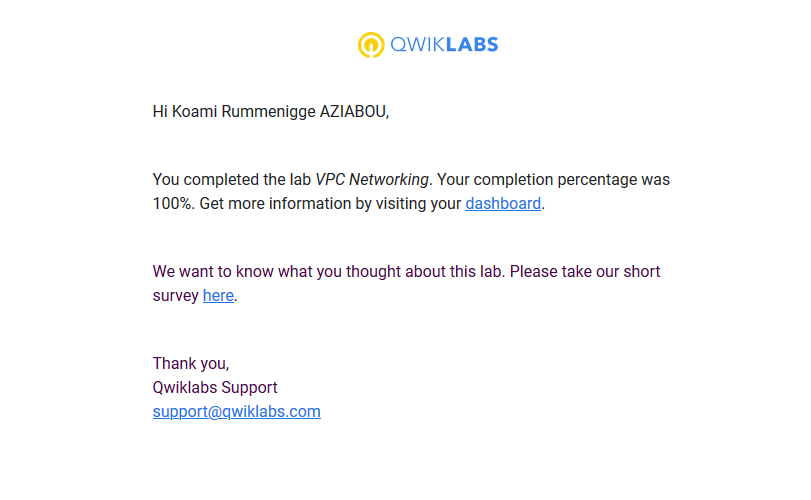 QWIKLABS
Hi Koami Rummenigge AZIABOU,
You completed the lab VPC Networking. Your completion percentage was
100%. Get more information by visiting your dashboard.
We want to know what you thought about this lab. Please take our short
survey here.
Thank you,
Qwiklabs Support
support@qwiklabs.com